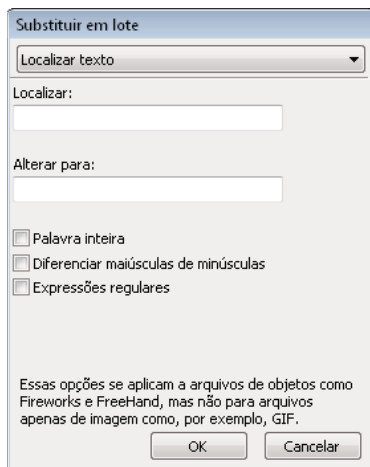 Substituir em lote
Localizar texto
Localizar:
Alterar para:
Palavra inteira
Diferenciar maiúsculas de minúsculas
Expressões regulares
Essas opções se aplicam a arquivos de objetos como
Fireworks e FreeHand, mas não para arquivos
apenas de imagem como, por exemplo, GIF.
OK Cancelar